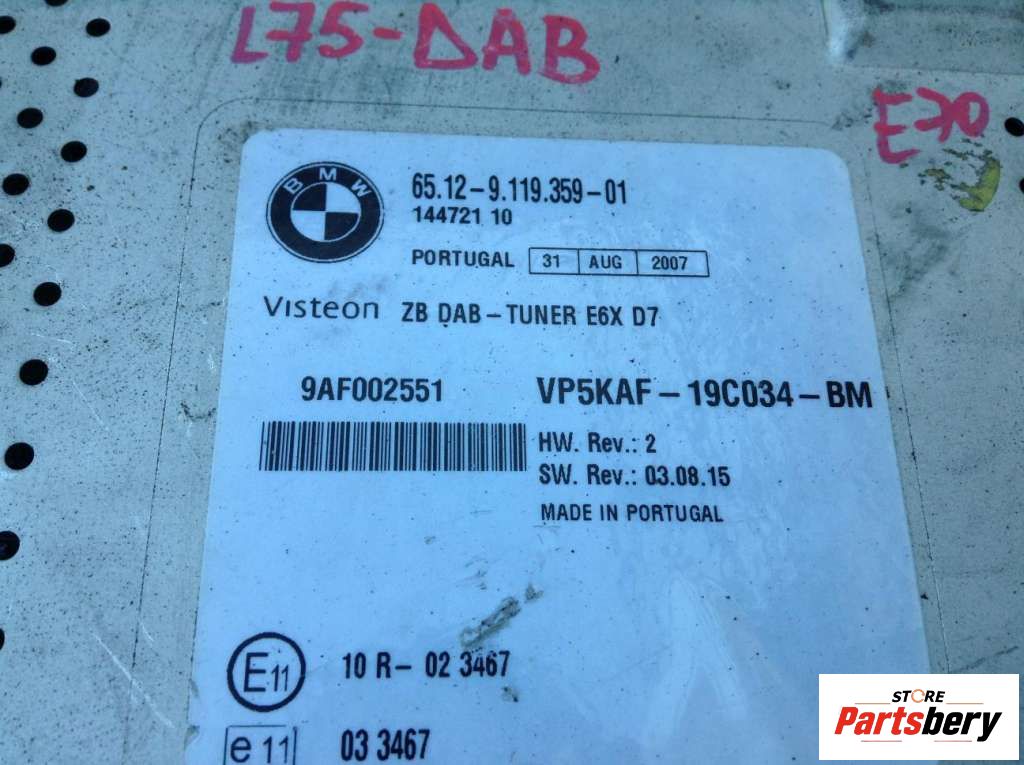 L75-DAB
E70
BMW
65.12-9.119.359-01
144721 10
PORTUGAL 31 AUG 2007
Visteon ZB DAB-TUNER E6X D7
9AF002551 VP5KAF-19C034-BM
HW. Rev.: 2
SW. Rev.: 03.08.15
MADE IN PORTUGAL
E11 10 R-02 3467
e 11 03 3467
STORE
Partsbery